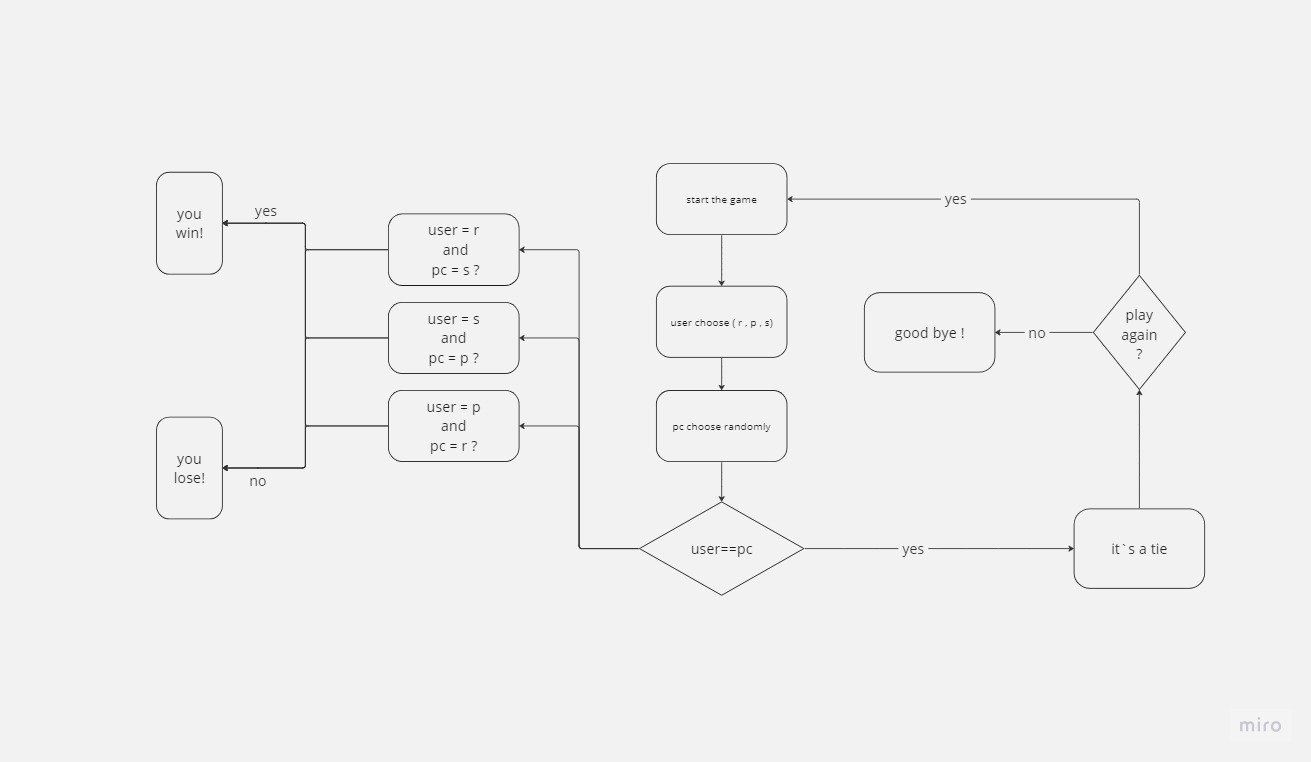 start the game
yes
user choose ( r , p , s)
pc choose randomly
user==pc
yes
it`s a tie
play
again
?
no
good bye !
user = r
and
pc = s ?
user = s
and
pc = p ?
user = p
and
pc = r ?
yes
you
win!
no
you
lose!
miro